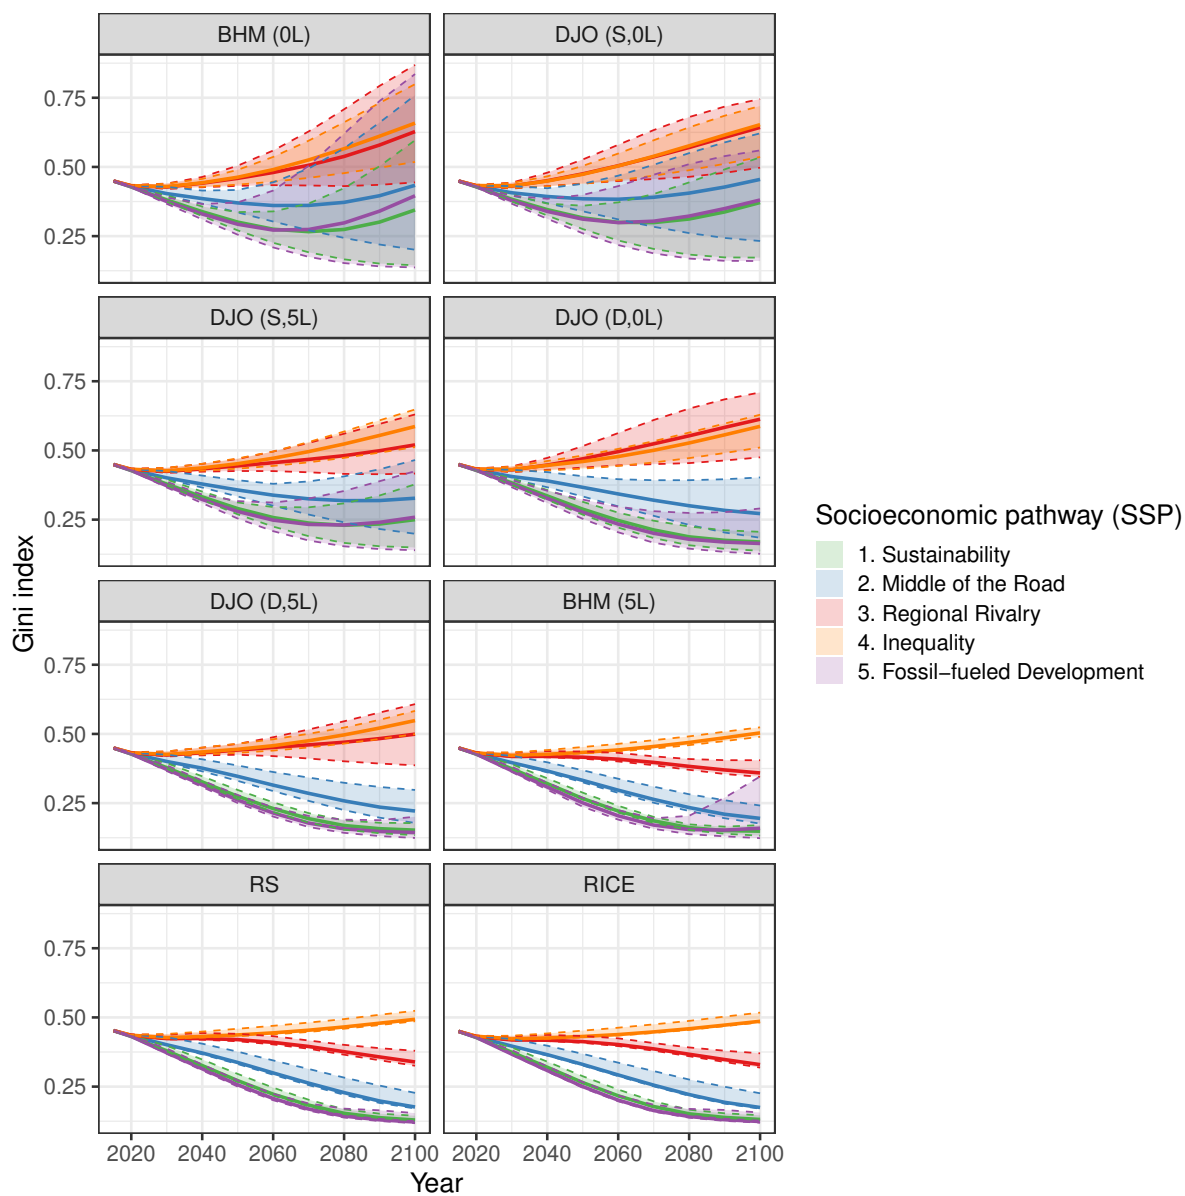 BHM (0L)
DJO (S,0L)
0.75
0.50
0.25
DJO (S,5L)
DJO (D,0L)
0.75
0.50
0.25
DJO (D,5L)
BHM (5L)
0.75
0.50
0.25
RS
RICE
0.75
0.50
0.25
2020 2040 2060 2080 2100 2020 2040 2060 2080 2100
Year
Gini index
Socioeconomic pathway (SSP)
1. Sustainability
2. Middle of the Road
3. Regional Rivalry
4. Inequality
5. Fossil−fueled Development